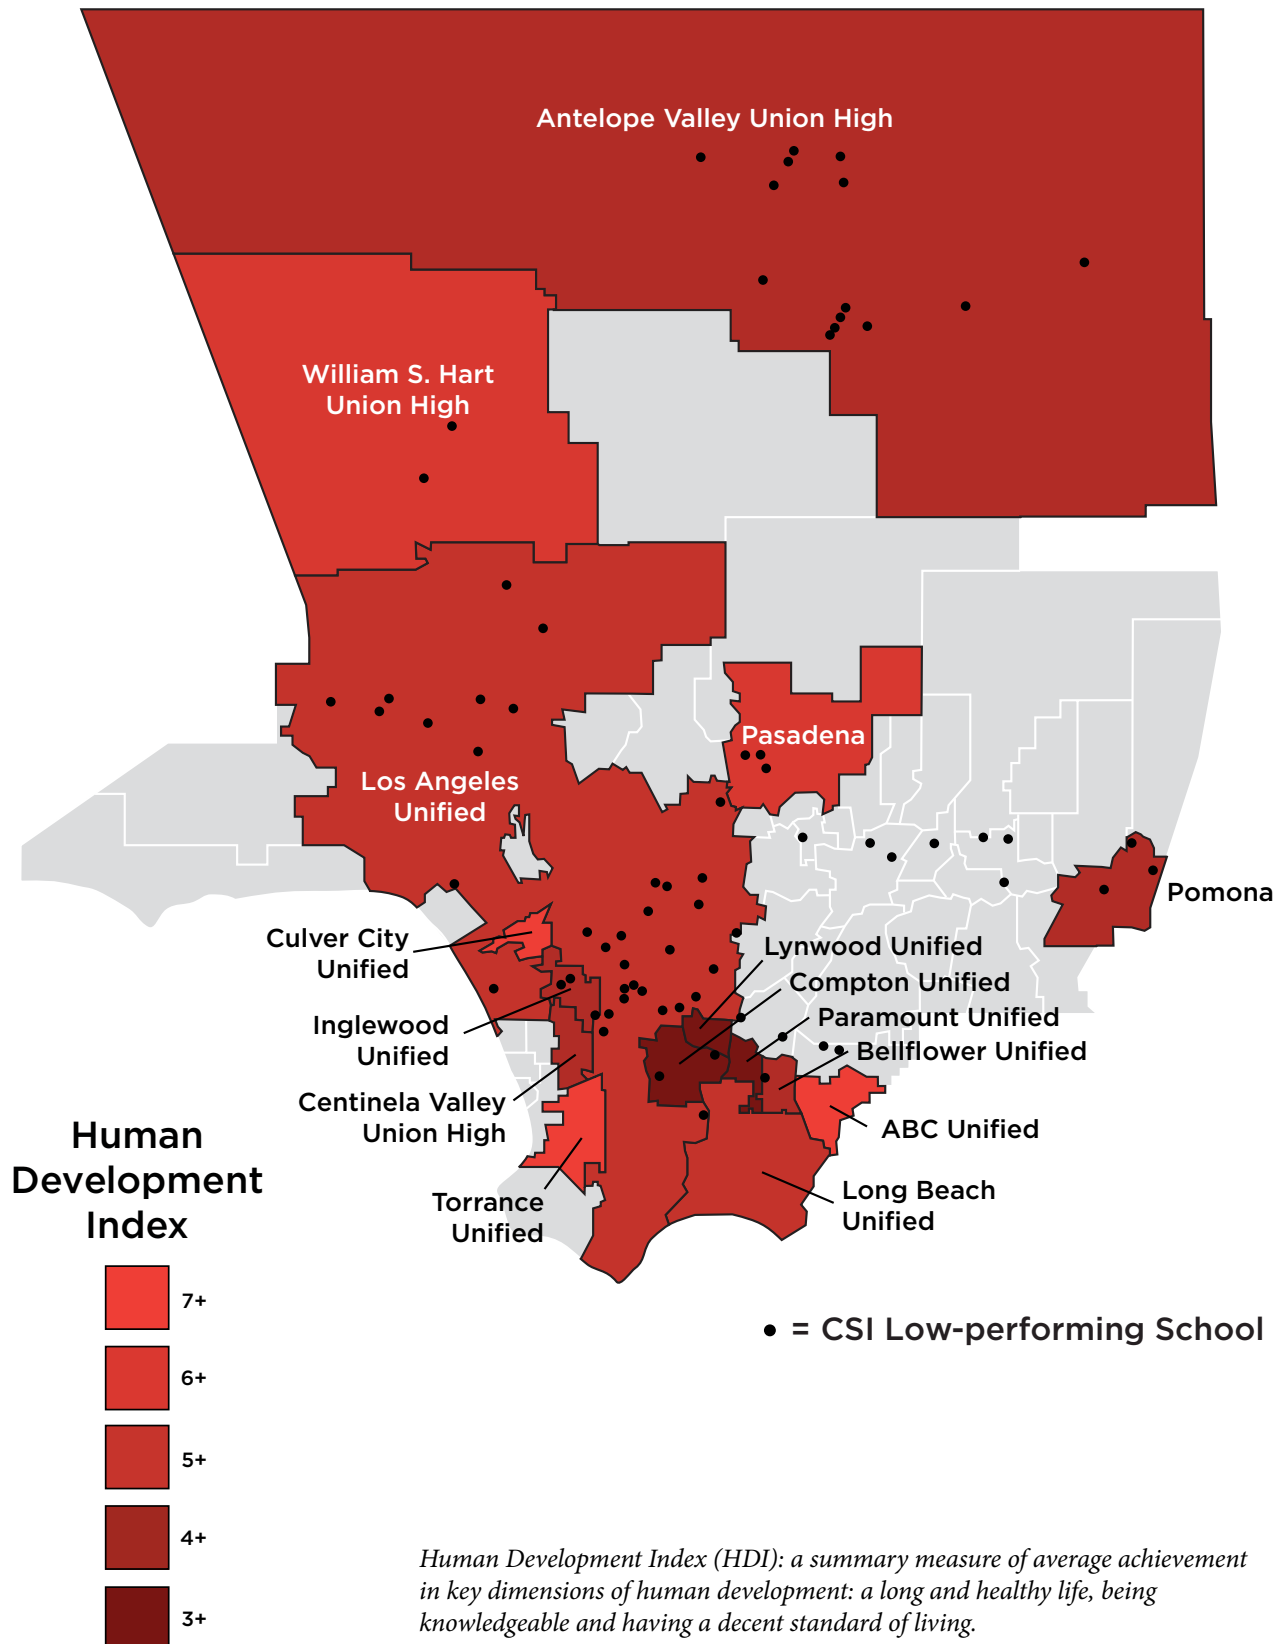 Antelope Valley Union High
William S. Hart
Union High
Pasadena
Los Angeles
Unified
Pomona
Culver City
Unified
Lynwood Unified
Compton Unified
Inglewood
Unified
Paramount Unified
Bellflower Unified
Centinela Valley
Union High
ABC Unified
Torrance
Unified
Long Beach
Unified
Human
Development
Index
7+
6+
5+
4+
3+
= CSI Low-performing School
Human Development Index (HDI): a summary measure of average achievement
in key dimensions of human development: a long and healthy life, being
knowledgeable and having a decent standard of living.